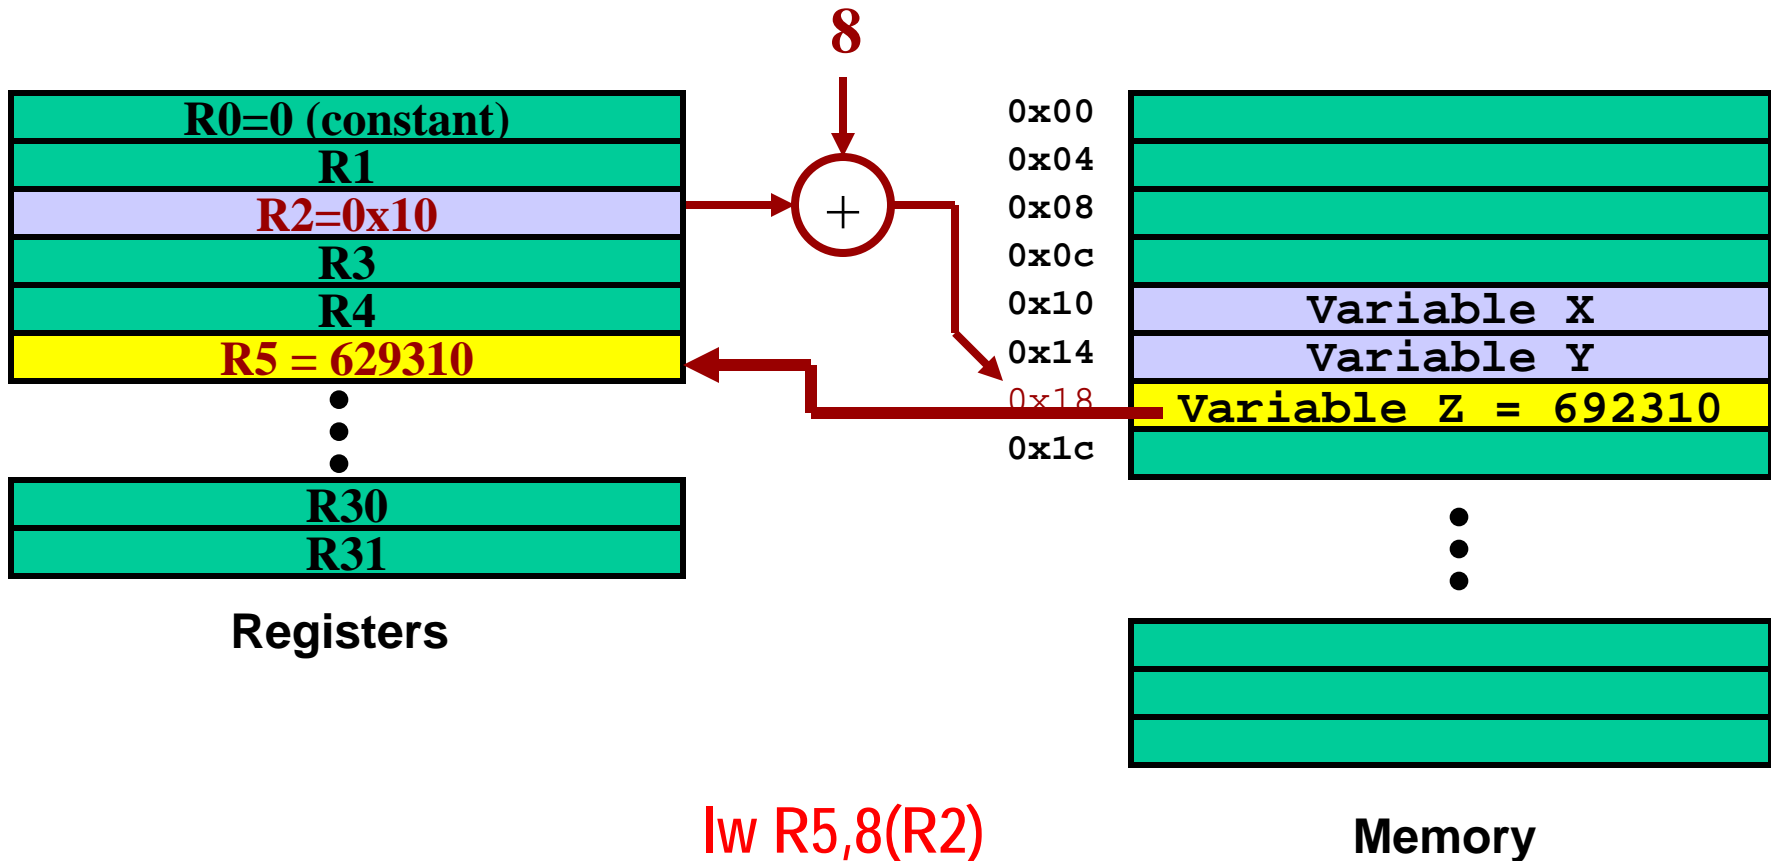 8
R0=0 (constant)
R1
R2=0x10
R3
R4
R5 = 629310
R30
R31
Registers
+
0x00
0x04
0x08
0x0c
0x10
0x14
0x18
0x1c
Variable X
Variable Y
Variable Z = 692310
lw R5,8(R2)
Memory